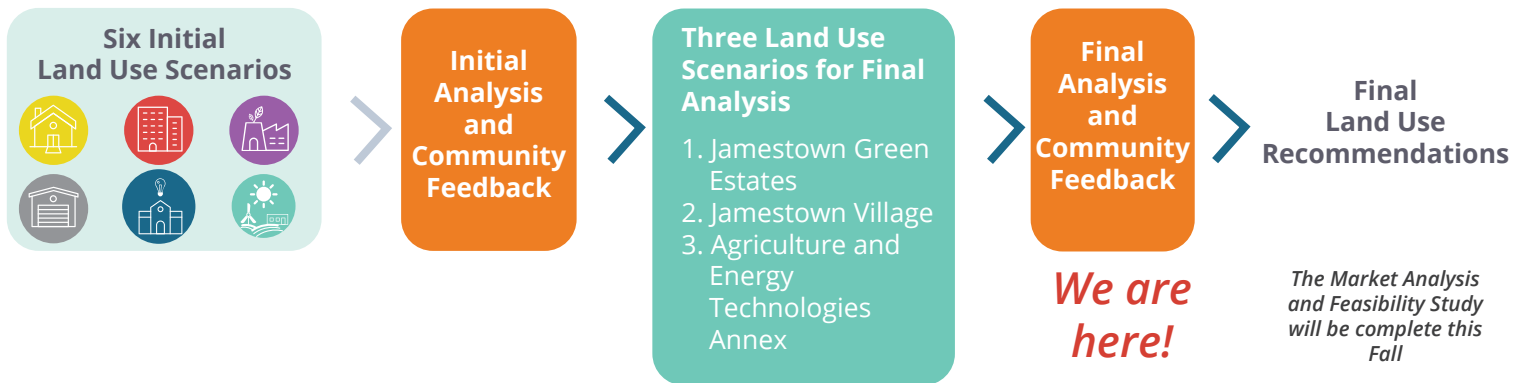 Six Initial
Land Use Scenarios
Initial
Analysis
and
Community
Feedback
Three Land Use
Scenarios for Final
Analysis
1. Jamestown Green
Estates
2. Jamestown Village
3. Agriculture and
Energy
Technologies
Annex
Final
Analysis
and
Community
Feedback
We are
here!
Final
Land Use
Recommendations
The Market Analysis
and Feasibility Study
will be complete this
Fall